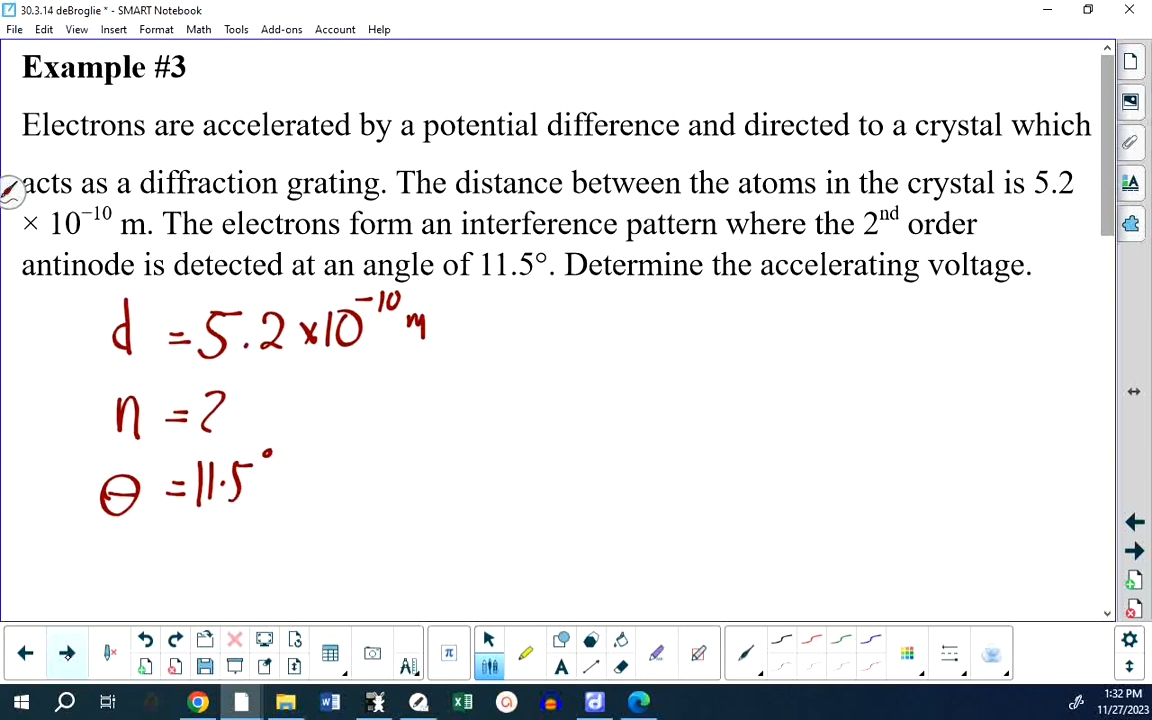 30.3.14 deBroglie * - SMART Notebook
File Edit View Insert Format Math Tools Add-ons Account Help
Example #3
Electrons are accelerated by a potential difference and directed to a crystal which
acts as a diffraction grating. The distance between the atoms in the crystal is 5.2
× 10⁻¹⁰ m. The electrons form an interference pattern where the 2ⁿᵈ order
antinode is detected at an angle of 11.5°. Determine the accelerating voltage.
d = 5.2 × 10⁻¹⁰ m
n = 2
θ = 11.5°
1:32 PM
11/27/2023